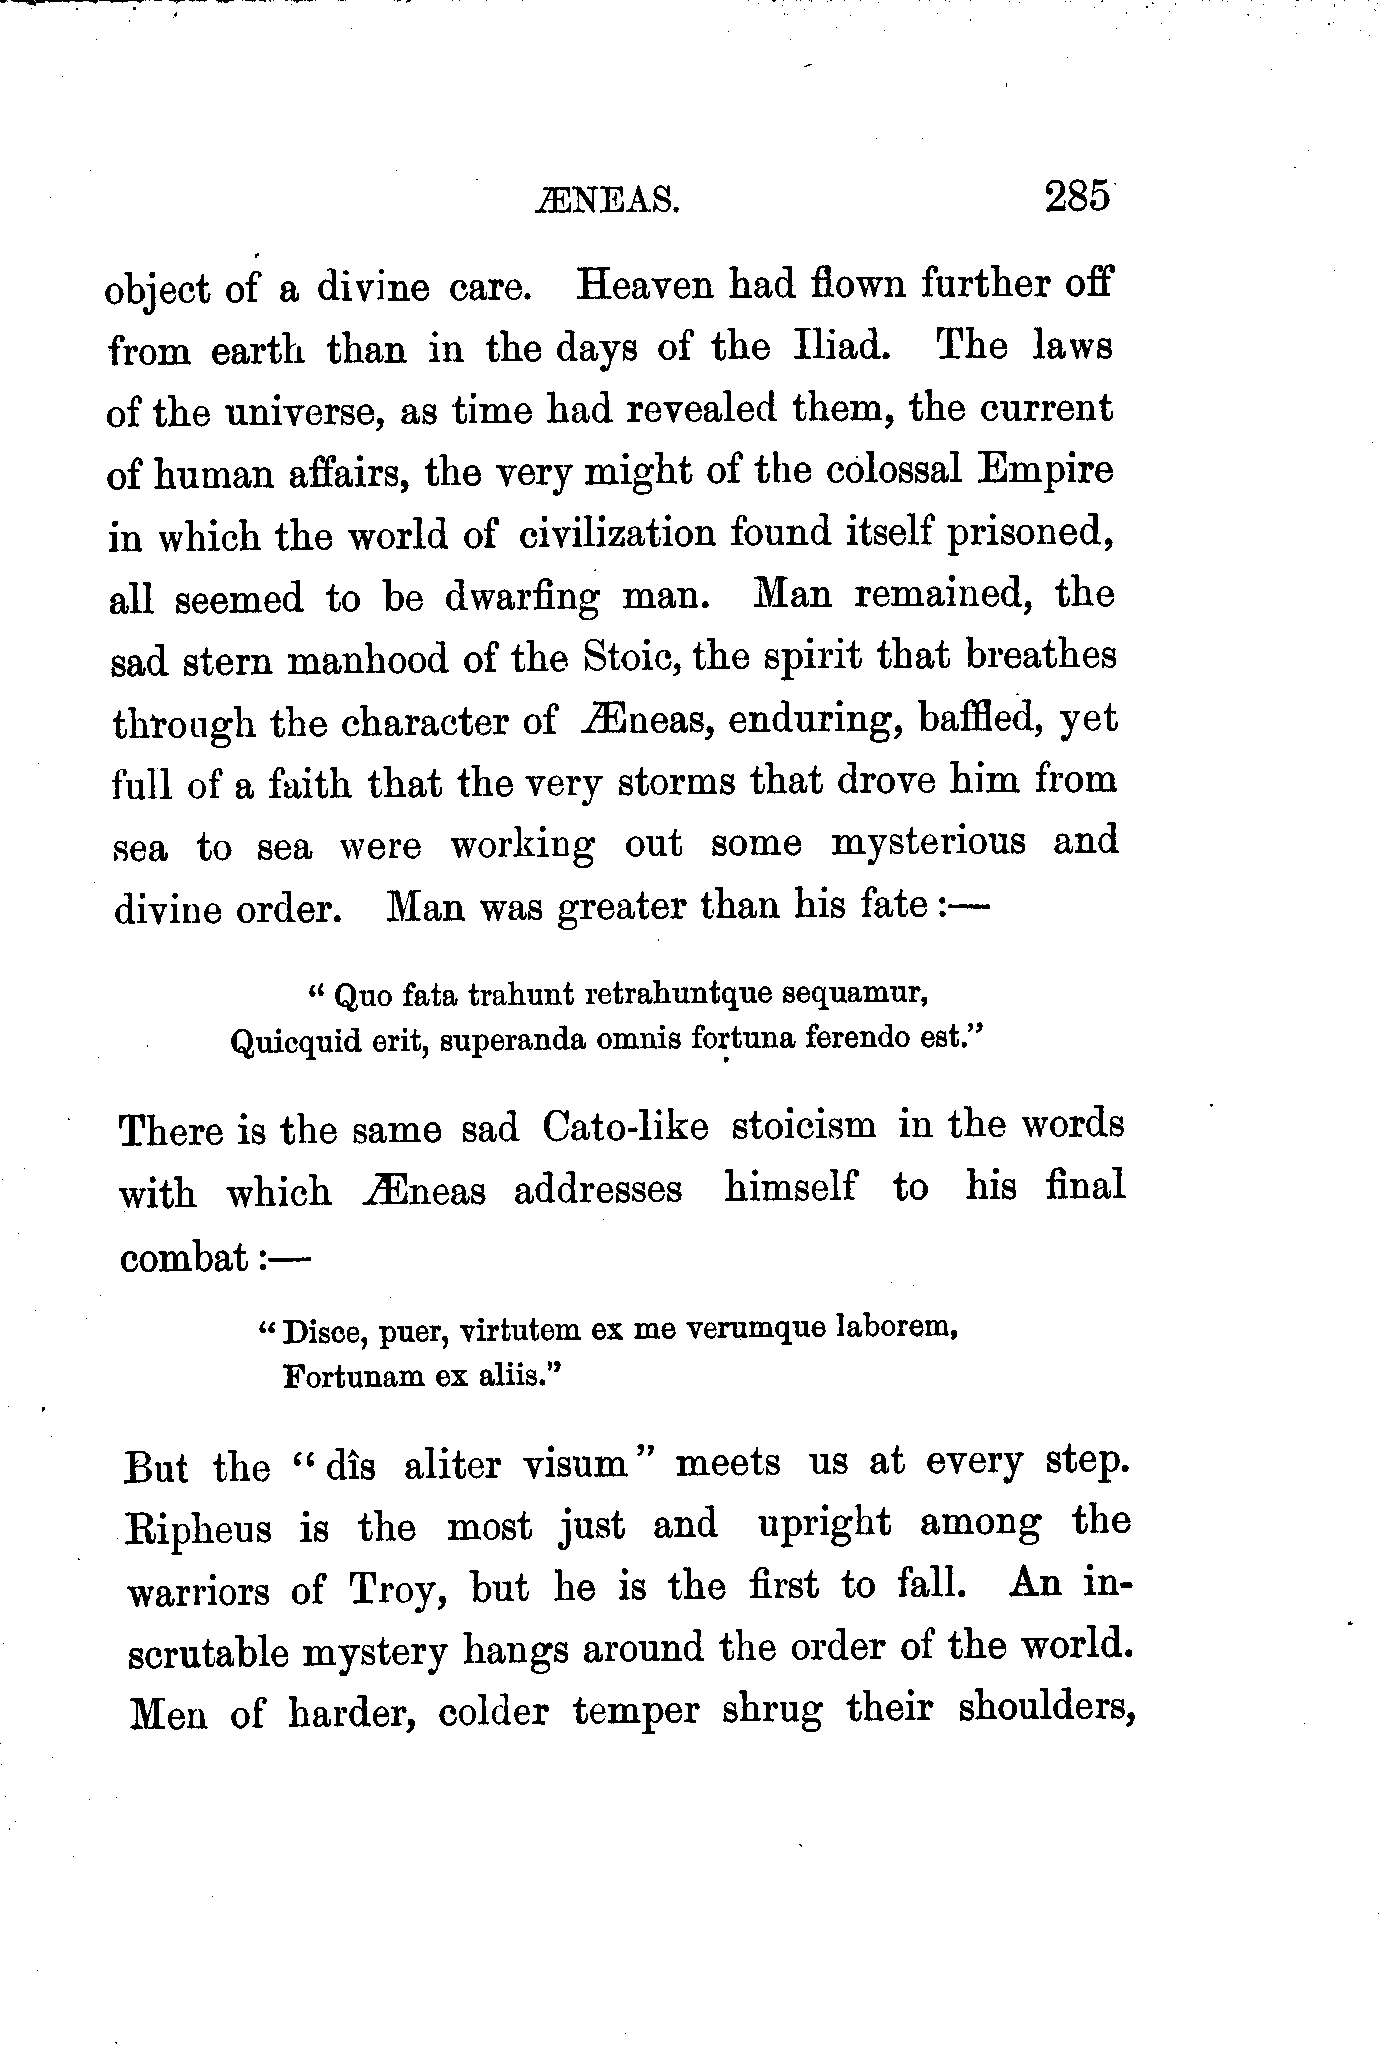 ÆNEAS. 285
object of a divine care. Heaven had flown further off
from earth than in the days of the Iliad. The laws
of the universe, as time had revealed them, the current
of human affairs, the very might of the colossal Empire
in which the world of civilization found itself prisoned,
all seemed to be dwarfing man. Man remained, the
sad stern manhood of the Stoic, the spirit that breathes
through the character of Æneas, enduring, baffled, yet
full of a faith that the very storms that drove him from
sea to sea were working out some mysterious and
divine order. Man was greater than his fate :—
“ Quo fata trahunt retrahuntque sequamur,
Quicquid erit, superanda omnis fortuna ferendo est.”
There is the same sad Cato-like stoicism in the words
with which Æneas addresses himself to his final
combat :—
“ Disce, puer, virtutem ex me verumque laborem,
Fortunam ex aliis.”
But the “ dîs aliter visum ” meets us at every step.
Ripheus is the most just and upright among the
warriors of Troy, but he is the first to fall. An in-
scrutable mystery hangs around the order of the world.
Men of harder, colder temper shrug their shoulders,